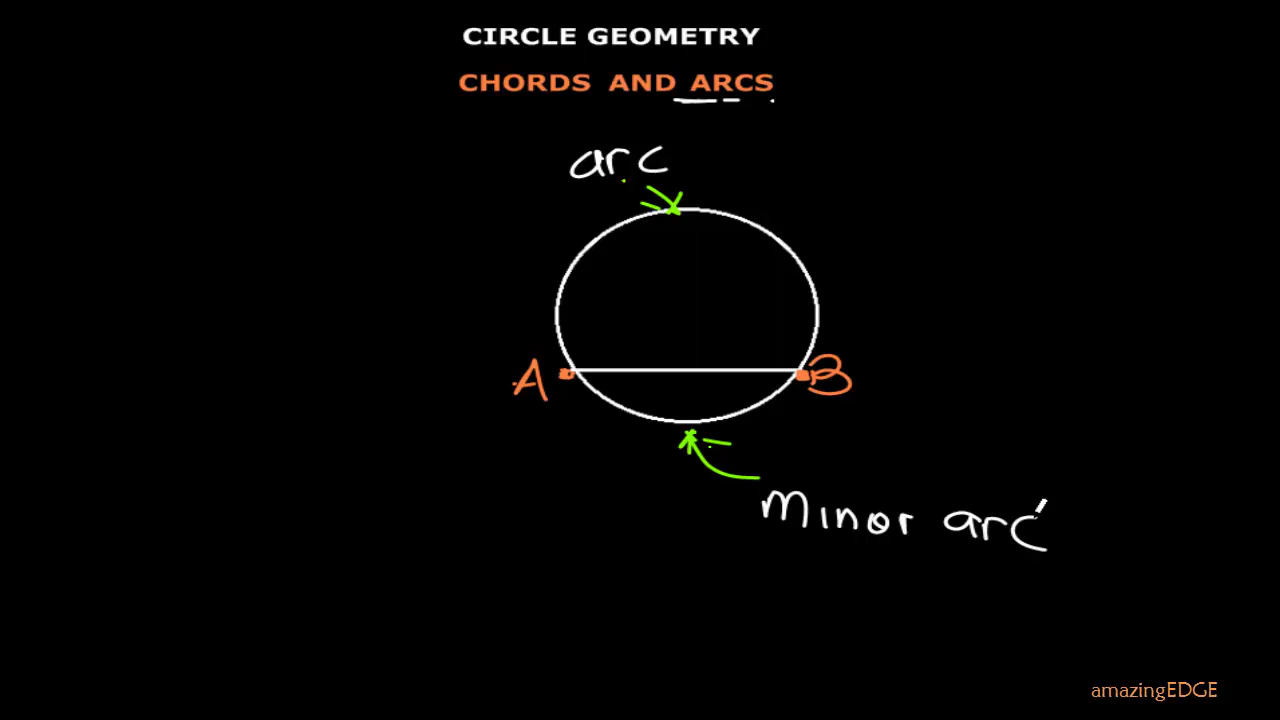 CIRCLE GEOMETRY
CHORDS AND ARCS
arc
A
B
Minor arc
amazingEDGE